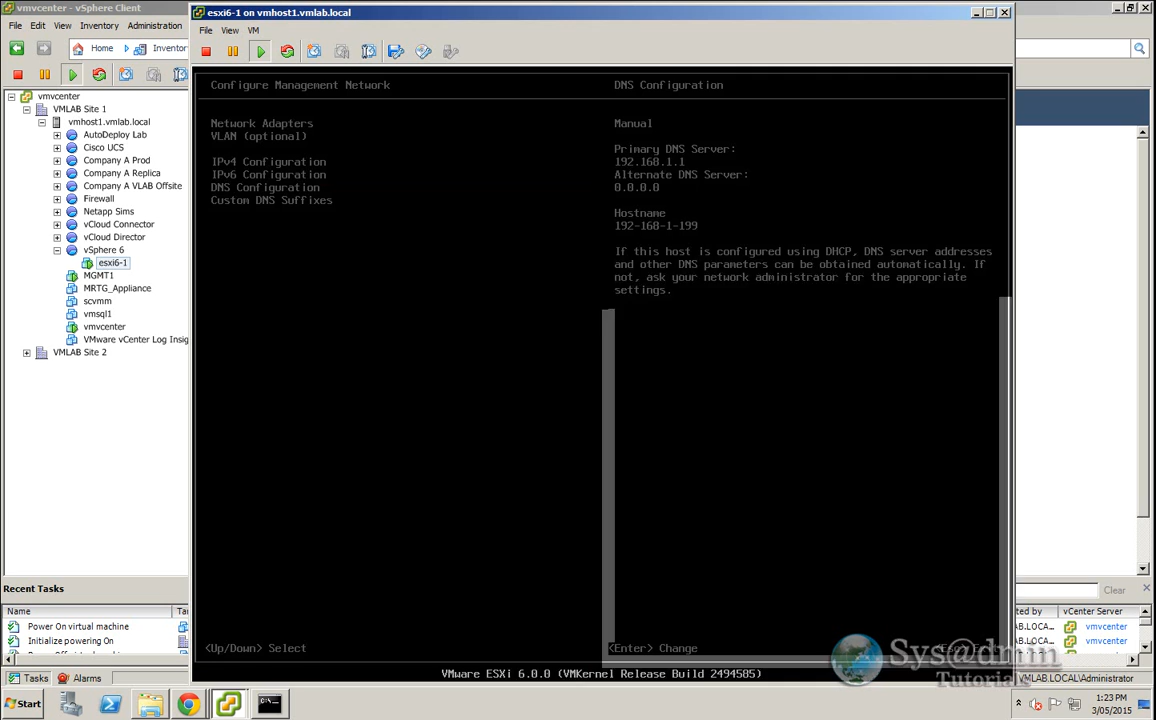 vmvcenter - vSphere Client
File Edit View Inventory Administration
Home
Inventor
vmvcenter
VMLAB Site 1
vmhost1.vmlab.local
AutoDeploy Lab
Cisco UCS
Company A Prod
Company A Replica
Company A VLAB Offsite
Firewall
Netapp Sims
vCloud Connector
vCloud Director
vSphere 6
esxi6-1
MGMT1
MRTG_Appliance
scvmm
vmsql1
vmvcenter
VMware vCenter Log Insig
VMLAB Site 2
esxi6-1 on vmhost1.vmlab.local
File View VM
Configure Management Network
DNS Configuration
Network Adapters
VLAN (optional)
IPv4 Configuration
IPv6 Configuration
DNS Configuration
Custom DNS Suffixes
Manual
Primary DNS Server:
192.168.1.1
Alternate DNS Server:
0.0.0.0
Hostname
192-168-1-199
If this host is configured using DHCP, DNS server addresses
and other DNS parameters can be obtained automatically. If
not, ask your network administrator for the appropriate
settings.
<Up/Down> Select
<Enter> Change
VMware ESXi 6.0.0 (VMKernel Release Build 2494585)
Sys@dmin
Tutorials
Recent Tasks
Clear
Name
Power On virtual machine
Initialize powering On
ted by
vCenter Server
AB.LOCA...
vmvcenter
AB.LOCA...
vmvcenter
Tasks
Alarms
VMLAB.LOCAL\Administrator
Start
1:23 PM
3/05/2015